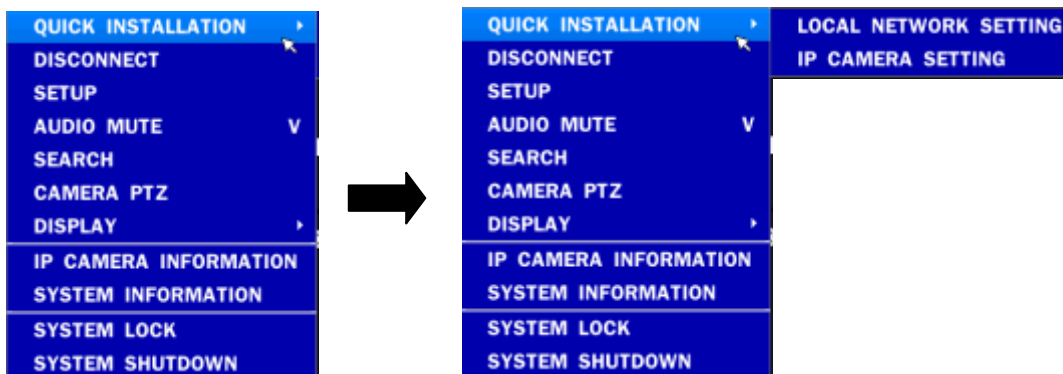 QUICK INSTALLATION
DISCONNECT
SETUP
AUDIO MUTE V
SEARCH
CAMERA PTZ
DISPLAY
IP CAMERA INFORMATION
SYSTEM INFORMATION
SYSTEM LOCK
SYSTEM SHUTDOWN
QUICK INSTALLATION
DISCONNECT
SETUP
AUDIO MUTE V
SEARCH
CAMERA PTZ
DISPLAY
IP CAMERA INFORMATION
SYSTEM INFORMATION
SYSTEM LOCK
SYSTEM SHUTDOWN
LOCAL NETWORK SETTING
IP CAMERA SETTING